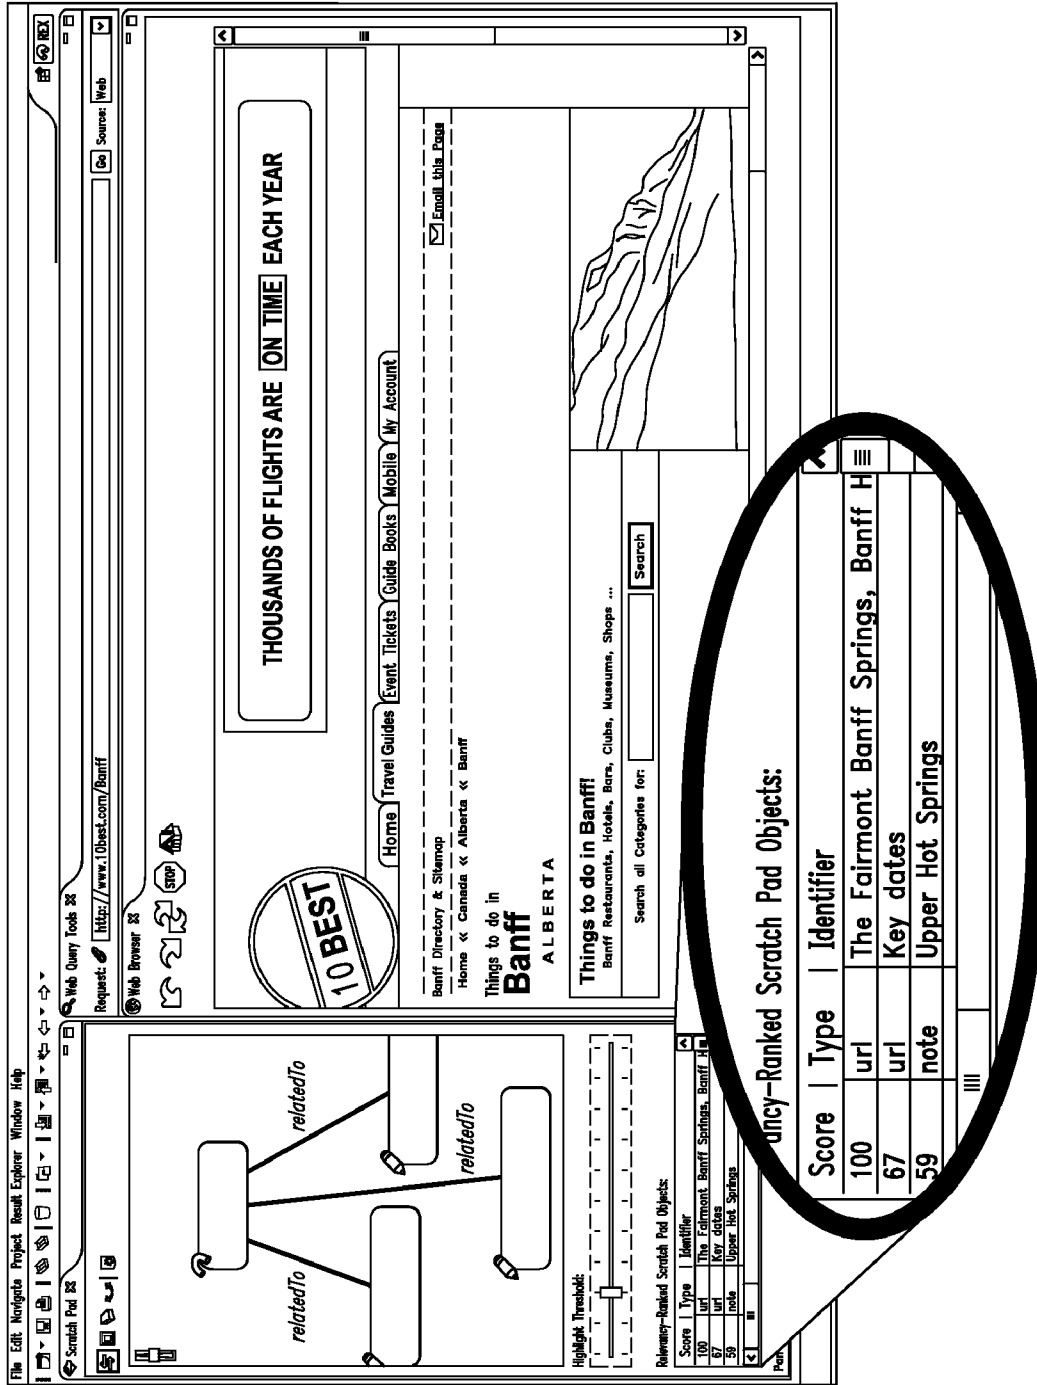 File Edit Navigate Project Result Explorer Window Help
REX
Scratch Pad
relatedTo
relatedTo
relatedTo
Highlight Threshold:
Relevancy-Ranked Scratch Pad Objects:
Score | Type | Identifier
100 url The Fairmont Banff Springs, Banff H
67 url Key dates
59 note Upper Hot Springs
Pan
Web Query Tools
Request: http://www.10best.com/Banff Go Source: Web
Web Browser
STOP
THOUSANDS OF FLIGHTS ARE ON TIME EACH YEAR
10 BEST
Home Travel Guides Event Tickets Guide Books Mobile My Account
Banff Directory & Sitemap Email this Page
Home « Canada « Alberta « Banff
Things to do in
Banff
ALBERTA
Things to do in Banff!
Banff Restaurants, Hotels, Bars, Clubs, Museums, Shops ...
Search all Categories for: Search
ancy-Ranked Scratch Pad Objects:
Score | Type | Identifier
100 url The Fairmont Banff Springs, Banff H
67 url Key dates
59 note Upper Hot Springs